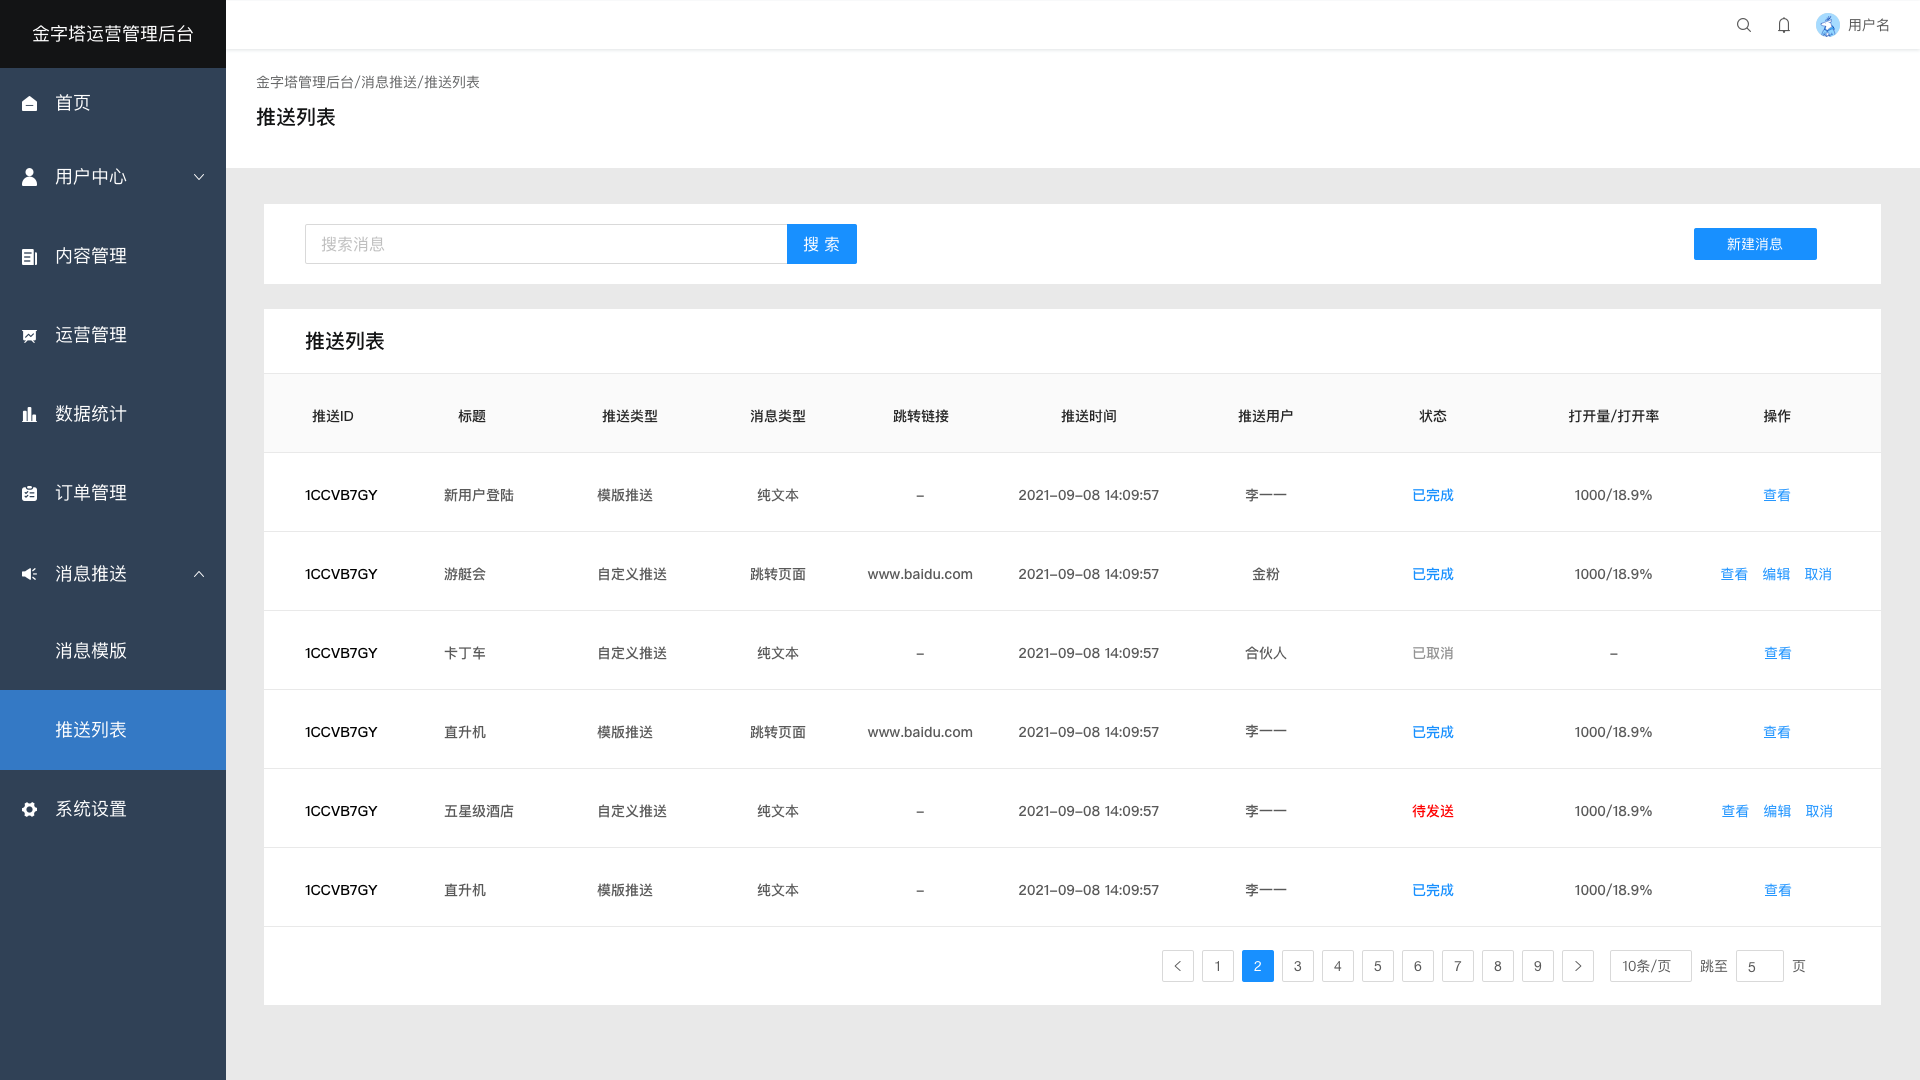 金字塔运营管理后台
用户名
首页
用户中心
内容管理
运营管理
数据统计
订单管理
消息推送
消息模版
推送列表
系统设置
金字塔管理后台/消息推送/推送列表
推送列表
搜索消息 搜 索 新建消息
推送列表
推送ID 标题 推送类型 消息类型 跳转链接 推送时间 推送用户 状态 打开量/打开率 操作
1CCVB7GY 新用户登陆 模版推送 纯文本 – 2021-09-08 14:09:57 李一一 已完成 1000/18.9% 查看
1CCVB7GY 游艇会 自定义推送 跳转页面 www.baidu.com 2021-09-08 14:09:57 金粉 已完成 1000/18.9% 查看 编辑 取消
1CCVB7GY 卡丁车 自定义推送 纯文本 – 2021-09-08 14:09:57 合伙人 已取消 – 查看
1CCVB7GY 直升机 模版推送 跳转页面 www.baidu.com 2021-09-08 14:09:57 李一一 已完成 1000/18.9% 查看
1CCVB7GY 五星级酒店 自定义推送 纯文本 – 2021-09-08 14:09:57 李一一 待发送 1000/18.9% 查看 编辑 取消
1CCVB7GY 直升机 模版推送 纯文本 – 2021-09-08 14:09:57 李一一 已完成 1000/18.9% 查看
1 2 3 4 5 6 7 8 9 10条/页 跳至 5 页